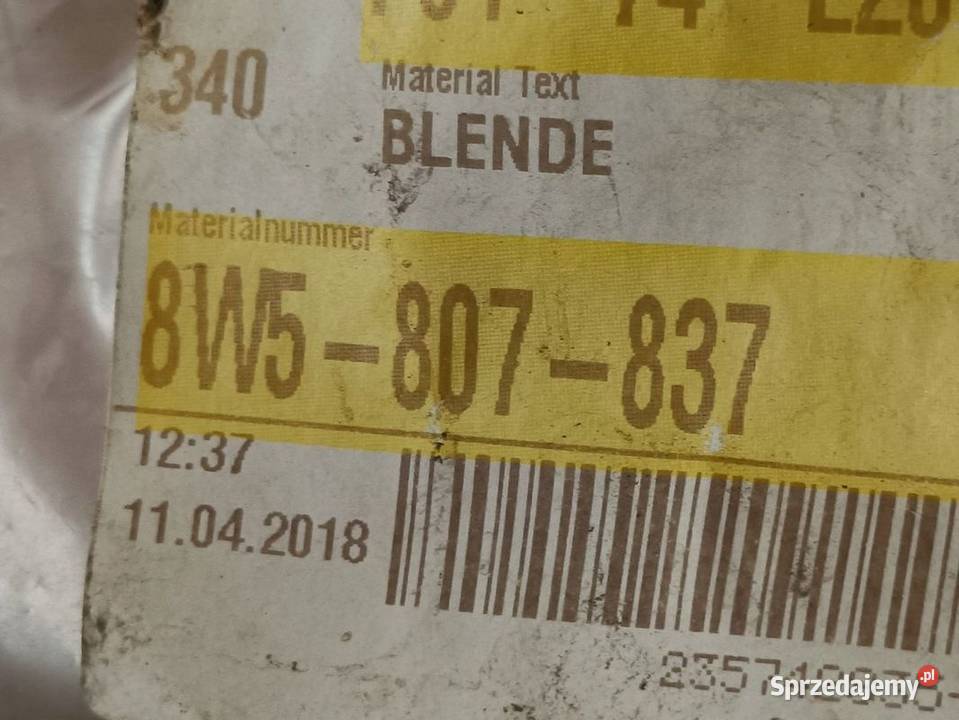 340
Material Text
BLENDE
Materialnummer
8W5-807-837
12:37
11.04.2018
Sprzedajemy.pl